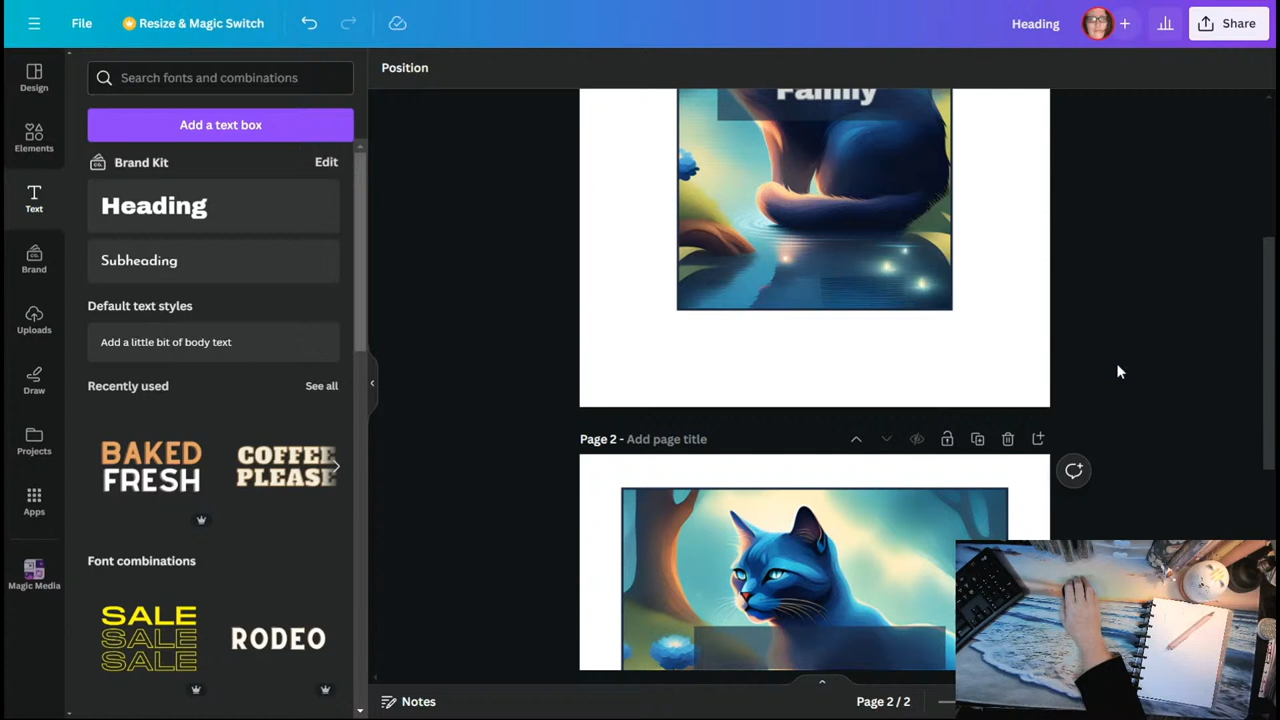 File
Resize & Magic Switch
Heading
Share
Design
Elements
Text
Brand
Uploads
Draw
Projects
Apps
Magic Media
Search fonts and combinations
Add a text box
Brand Kit
Edit
Heading
Subheading
Default text styles
Add a little bit of body text
Recently used
See all
BAKED
FRESH
COFFEE
PLEASE
Font combinations
SALE
SALE
SALE
RODEO
Position
Family
Page 2 - Add page title
Notes
Page 2 / 2